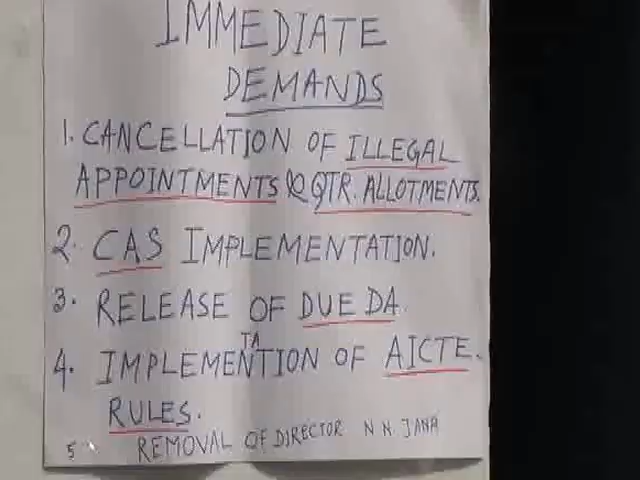 IMMEDIATE
DEMANDS
1. CANCELLATION OF ILLEGAL
APPOINTMENTS & QTR. ALLOTMENTS.
2. CAS IMPLEMENTATION.
3. RELEASE OF DUE DA.
TA
4. IMPLEMENTION OF AICTE.
RULES.
5 REMOVAL OF DIRECTOR N N. JANA